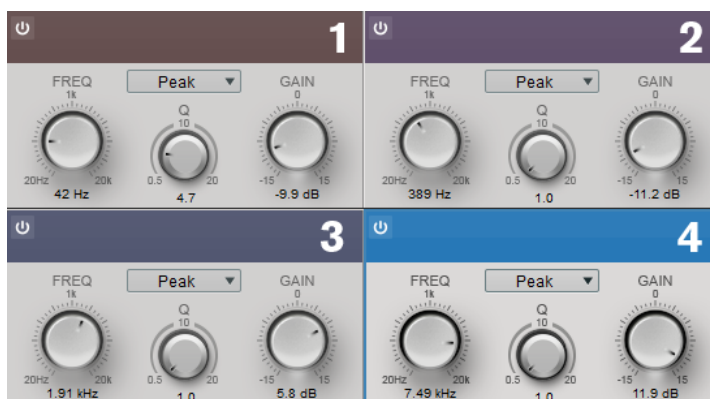 1
FREQ
Peak
GAIN
1k
Q
0
10
20Hz
20k
0.5
20
-15
15
42 Hz
4.7
-9.9 dB
2
FREQ
Peak
GAIN
1k
Q
0
10
20Hz
20k
0.5
20
-15
15
389 Hz
1.0
-11.2 dB
3
FREQ
Peak
GAIN
1k
Q
0
10
20Hz
20k
0.5
20
-15
15
1.91 kHz
1.0
5.8 dB
4
FREQ
Peak
GAIN
1k
Q
0
10
20Hz
20k
0.5
20
-15
15
7.49 kHz
1.0
11.9 dB